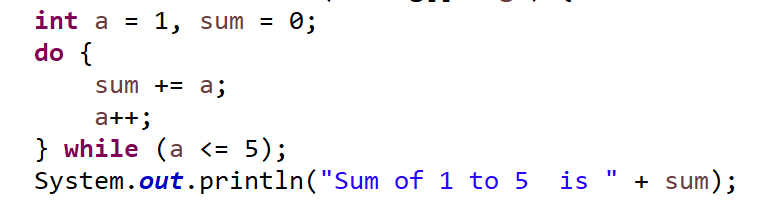 int a = 1, sum = 0;
do {
sum += a;
a++;
} while (a <= 5);
System.out.println("Sum of 1 to 5  is " + sum);